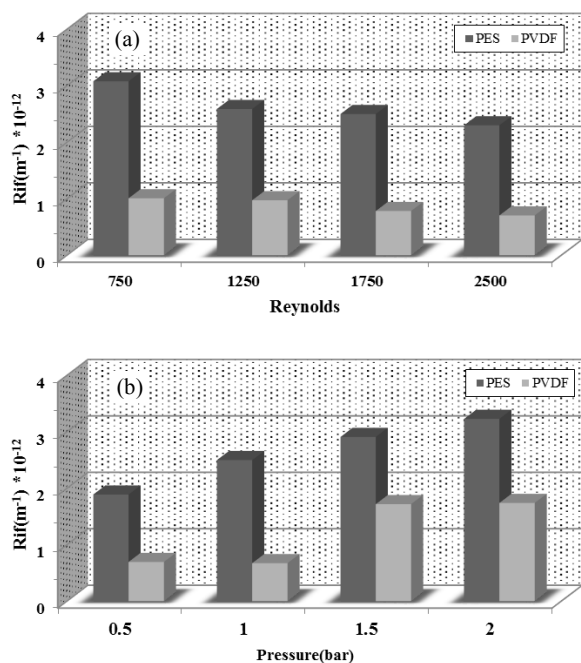 (a)
PES PVDF
Rif(m⁻¹) *10⁻¹²
4
3
2
1
0
750 1250 1750 2500
Reynolds
(b)
PES PVDF
Rif(m⁻¹) *10⁻¹²
4
3
2
1
0
0.5 1 1.5 2
Pressure(bar)